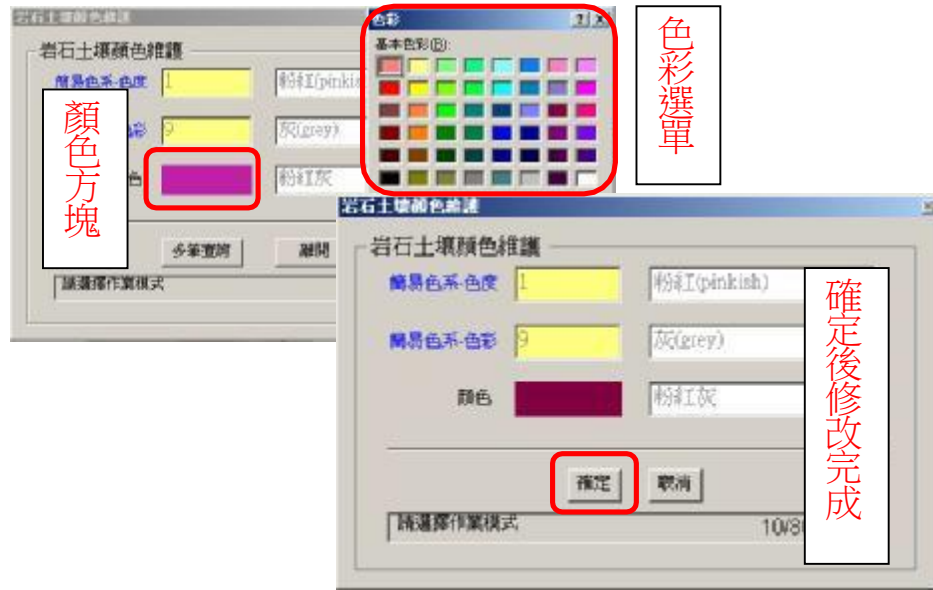 岩石土壤顏色維護
岩石土壤顏色維護
簡易色系-色度 1 粉紅(pinkis
色彩 9 灰(grey)
色 粉紅灰
多筆查詢 離開
請選擇作業模式
顏色方塊
色彩
基本色彩(B):
色彩選單
岩石土壤顏色維護
岩石土壤顏色維護
簡易色系-色度 1 粉紅(pinkish)
簡易色系-色彩 9 灰(grey)
顏色 粉紅灰
確定 取消
請選擇作業模式 10/8
確定後修改完成